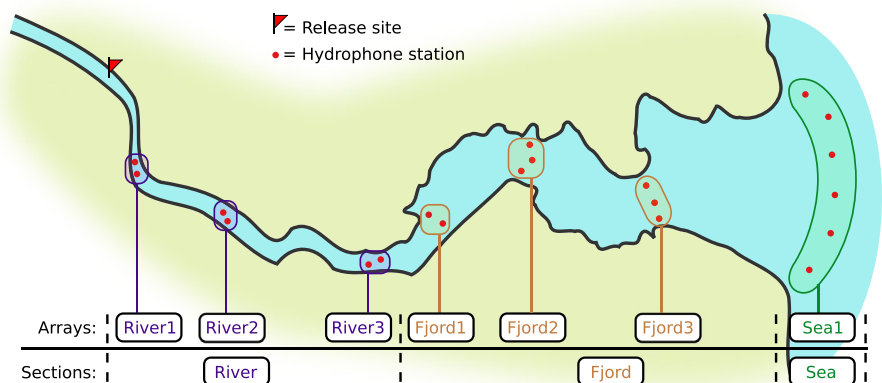 = Release site
= Hydrophone station
Arrays: River1 River2 River3 Fjord1 Fjord2 Fjord3 Sea1
Sections: River Fjord Sea